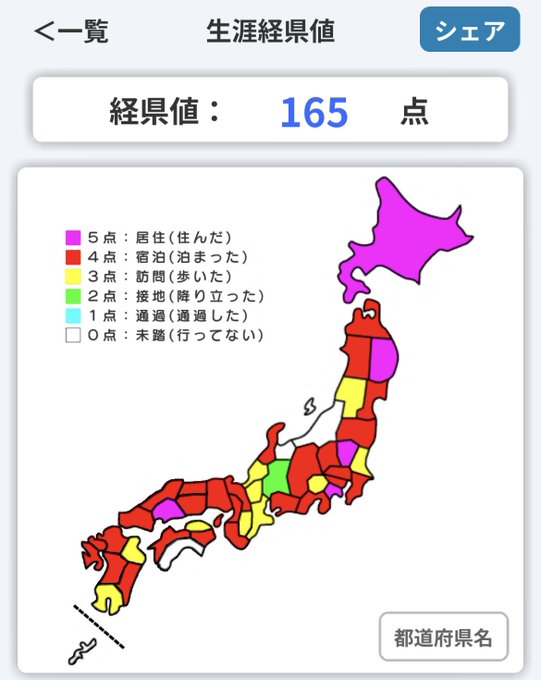 ＜一覧
生涯経県値
シェア
経県値： 165 点
5点：居住(住んだ)
4点：宿泊(泊まった)
3点：訪問(歩いた)
2点：接地(降り立った)
1点：通過(通過した)
0点：未踏(行ってない)
都道府県名